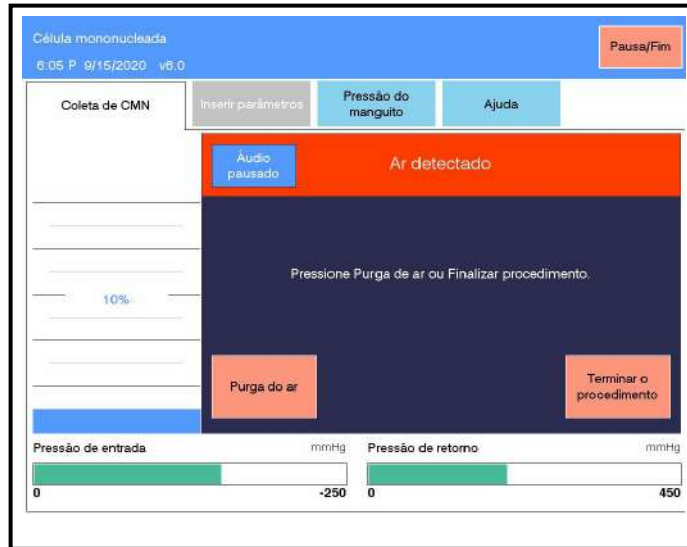 Célula mononucleada
6:05 P 9/15/2020 v6.0
Pausa/Fim
Coleta de CMN
Inserir parâmetros
Pressão do
manguito
Ajuda
Áudio
pausado
Ar detectado
Pressione Purga de ar ou Finalizar procedimento.
10%
Purga do ar
Terminar o
procedimento
Pressão de entrada
mmHg
Pressão de retorno
mmHg
0
-250
0
450